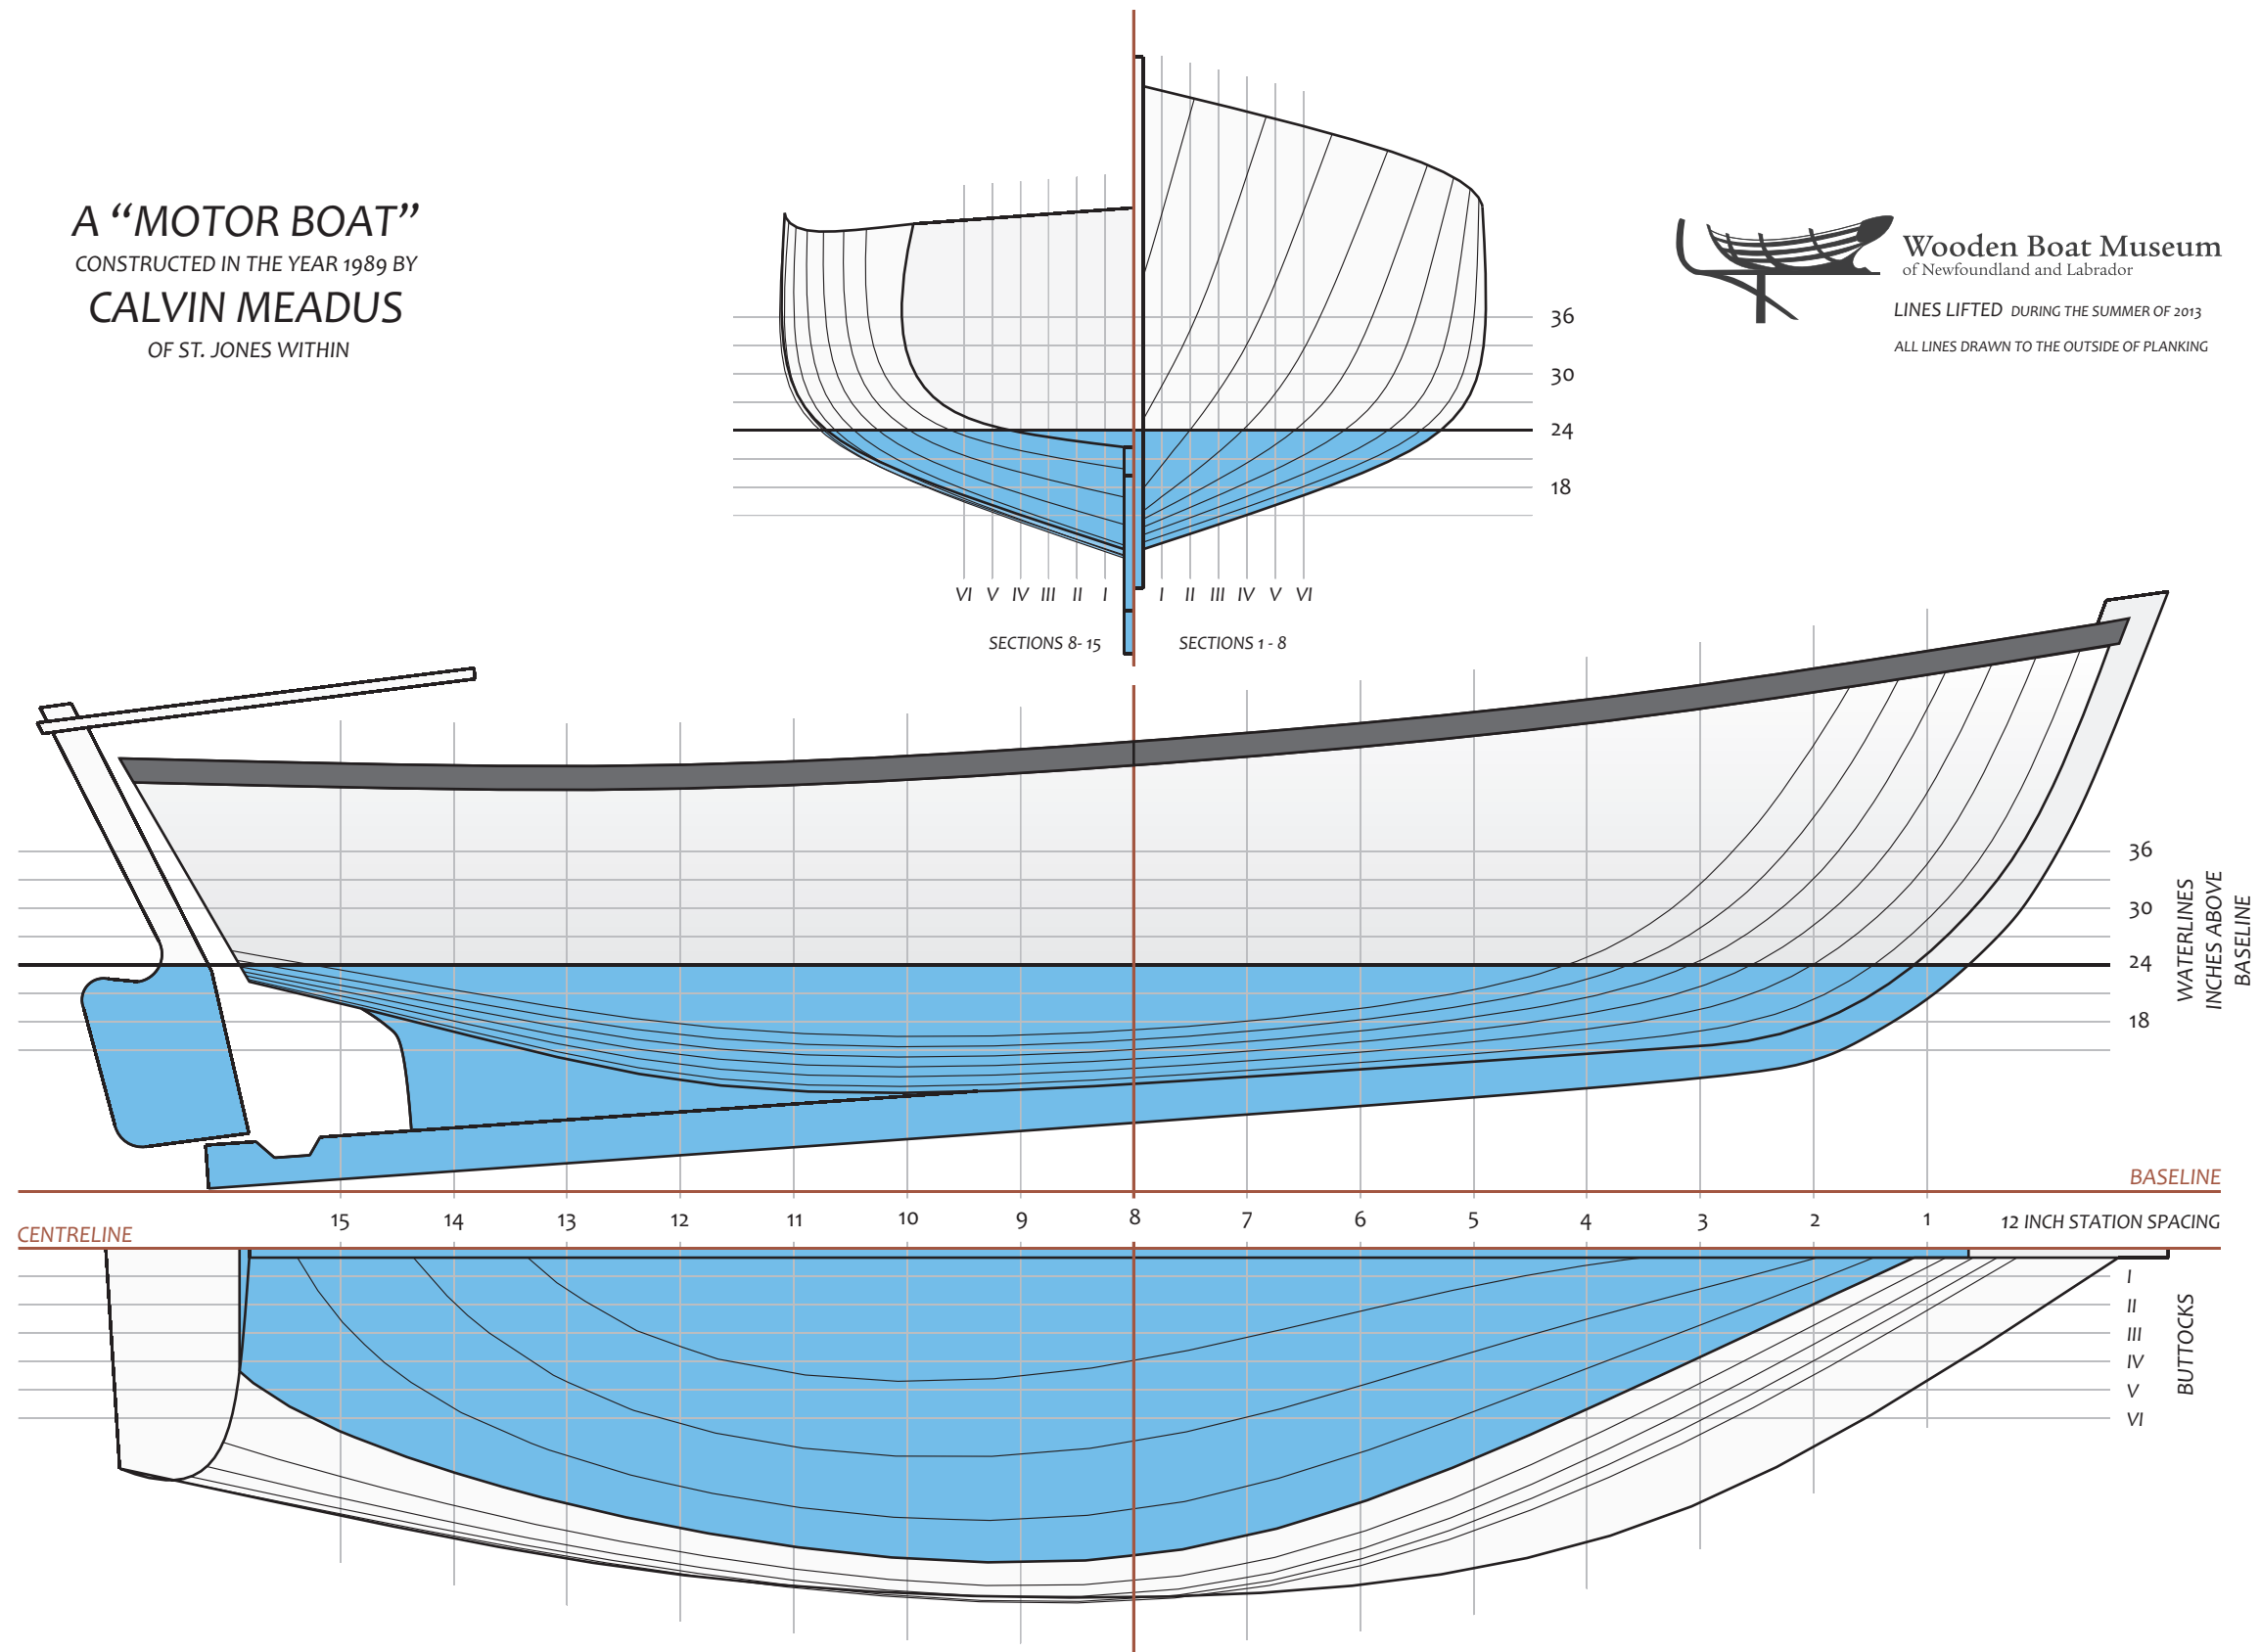 A “MOTOR BOAT”
CONSTRUCTED IN THE YEAR 1989 BY
CALVIN MEADUS
OF ST. JONES WITHIN
Wooden Boat Museum
of Newfoundland and Labrador
LINES LIFTED DURING THE SUMMER OF 2013
ALL LINES DRAWN TO THE OUTSIDE OF PLANKING
36
30
24
18
VI V IV III II I I II III IV V VI
SECTIONS 8- 15 SECTIONS 1 - 8
36
30
24
18
WATERLINES
INCHES ABOVE
BASELINE
BASELINE
15 14 13 12 11 10 9 8 7 6 5 4 3 2 1 12 INCH STATION SPACING
CENTRELINE
I
II
III
IV
V
VI
BUTTOCKS